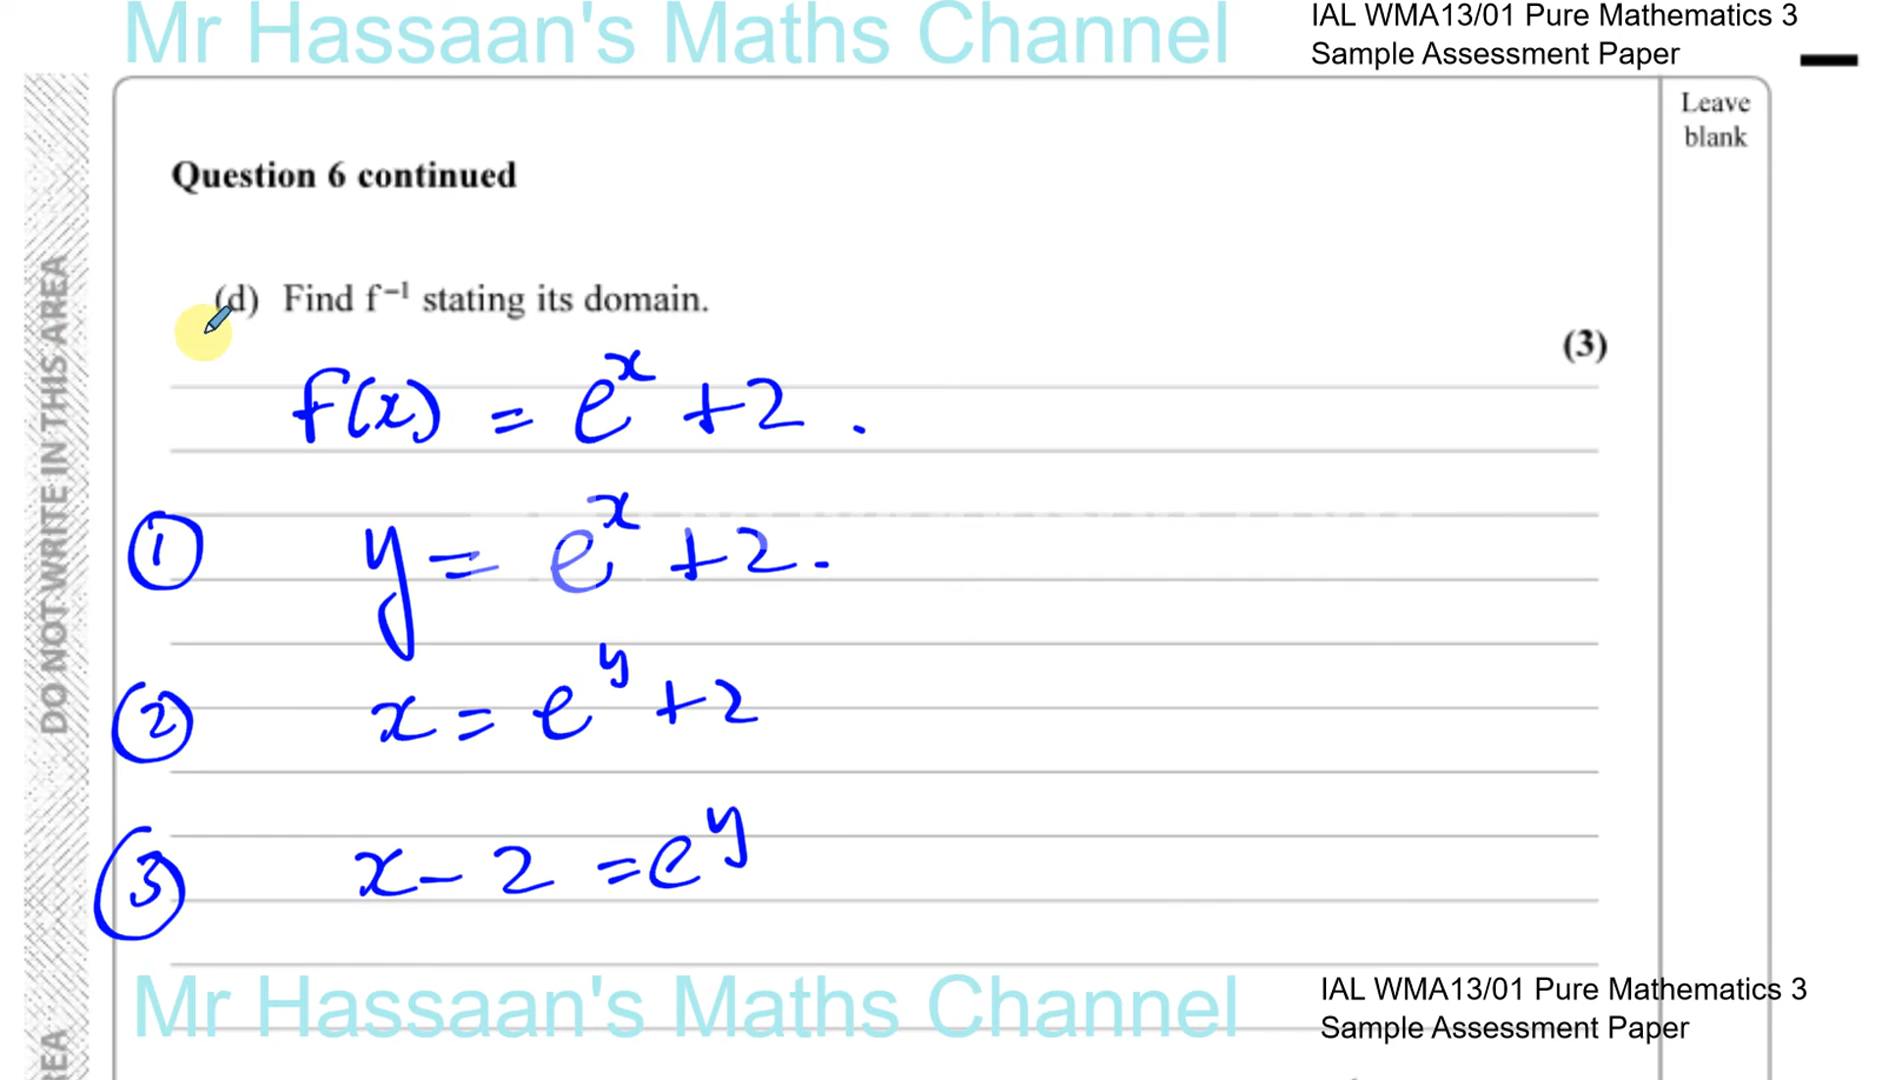 Mr Hassaan's Maths Channel
IAL WMA13/01 Pure Mathematics 3
Sample Assessment Paper
Leave
blank
Question 6 continued
(d) Find f⁻¹ stating its domain.
(3)
f(x) = eˣ + 2 .
① y = eˣ + 2 .
② x = eʸ + 2
③ x - 2 = eʸ
DO NOT WRITE IN THIS AREA
Mr Hassaan's Maths Channel
IAL WMA13/01 Pure Mathematics 3
Sample Assessment Paper
REA